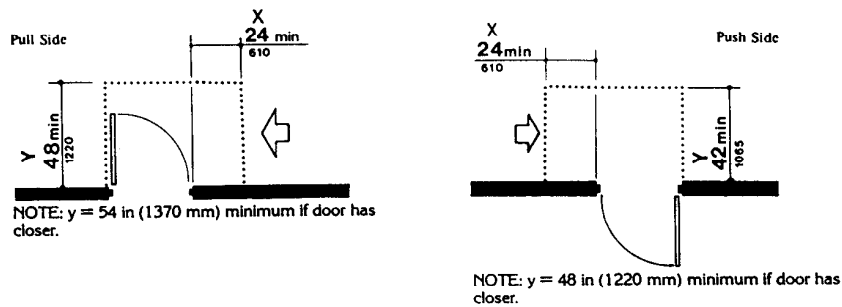 Pull Side
X
24 min
610
Y
48 min
1220
NOTE: y = 54 in (1370 mm) minimum if door has
closer.
X
24 min
610
Push Side
Y
42 min
1065
NOTE: y = 48 in (1220 mm) minimum if door has
closer.